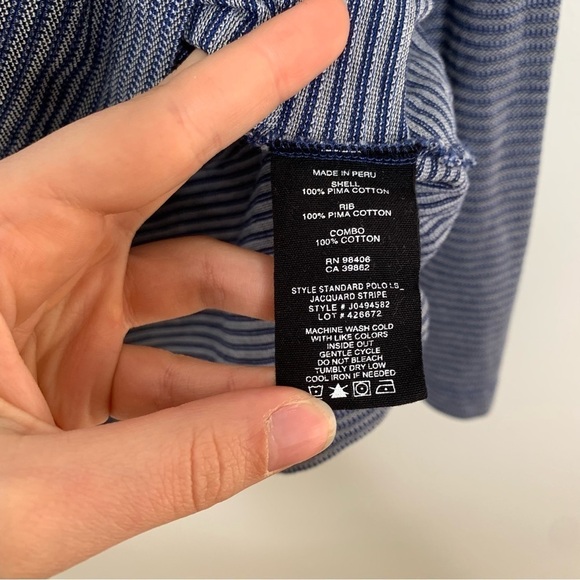 MADE IN PERU
SHELL
100% PIMA COTTON
RIB
100% PIMA COTTON
COMBO
100% COTTON
RN 98406
CA 39862
STYLE STANDARD POLO LS_
JACQUARD STRIPE
STYLE # J0494582
LOT # 426672
MACHINE WASH COLD
WITH LIKE COLORS
INSIDE OUT
GENTLE CYCLE
DO NOT BLEACH
TUMBLY DRY LOW
COOL IRON IF NEEDED